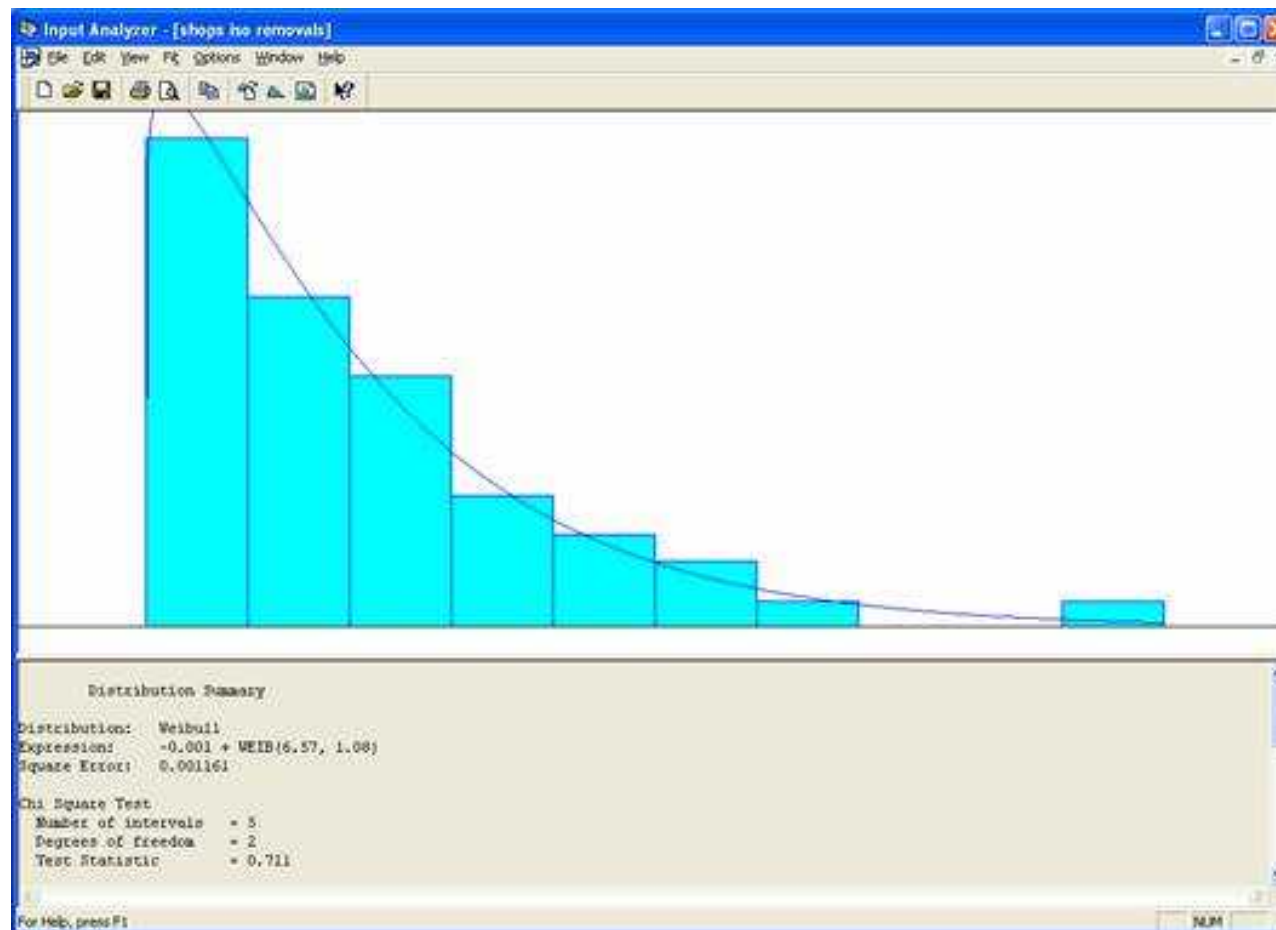 Input Analyzer - [shops iso removals]
File Edit View Fit Options Window Help
Distribution Summary
Distribution: Weibull
Expression: -0.001 + WEIB(6.57, 1.08)
Square Error: 0.001161
Chi Square Test
Number of intervals = 5
Degrees of freedom = 2
Test Statistic = 0.711
For Help, press F1
NUM